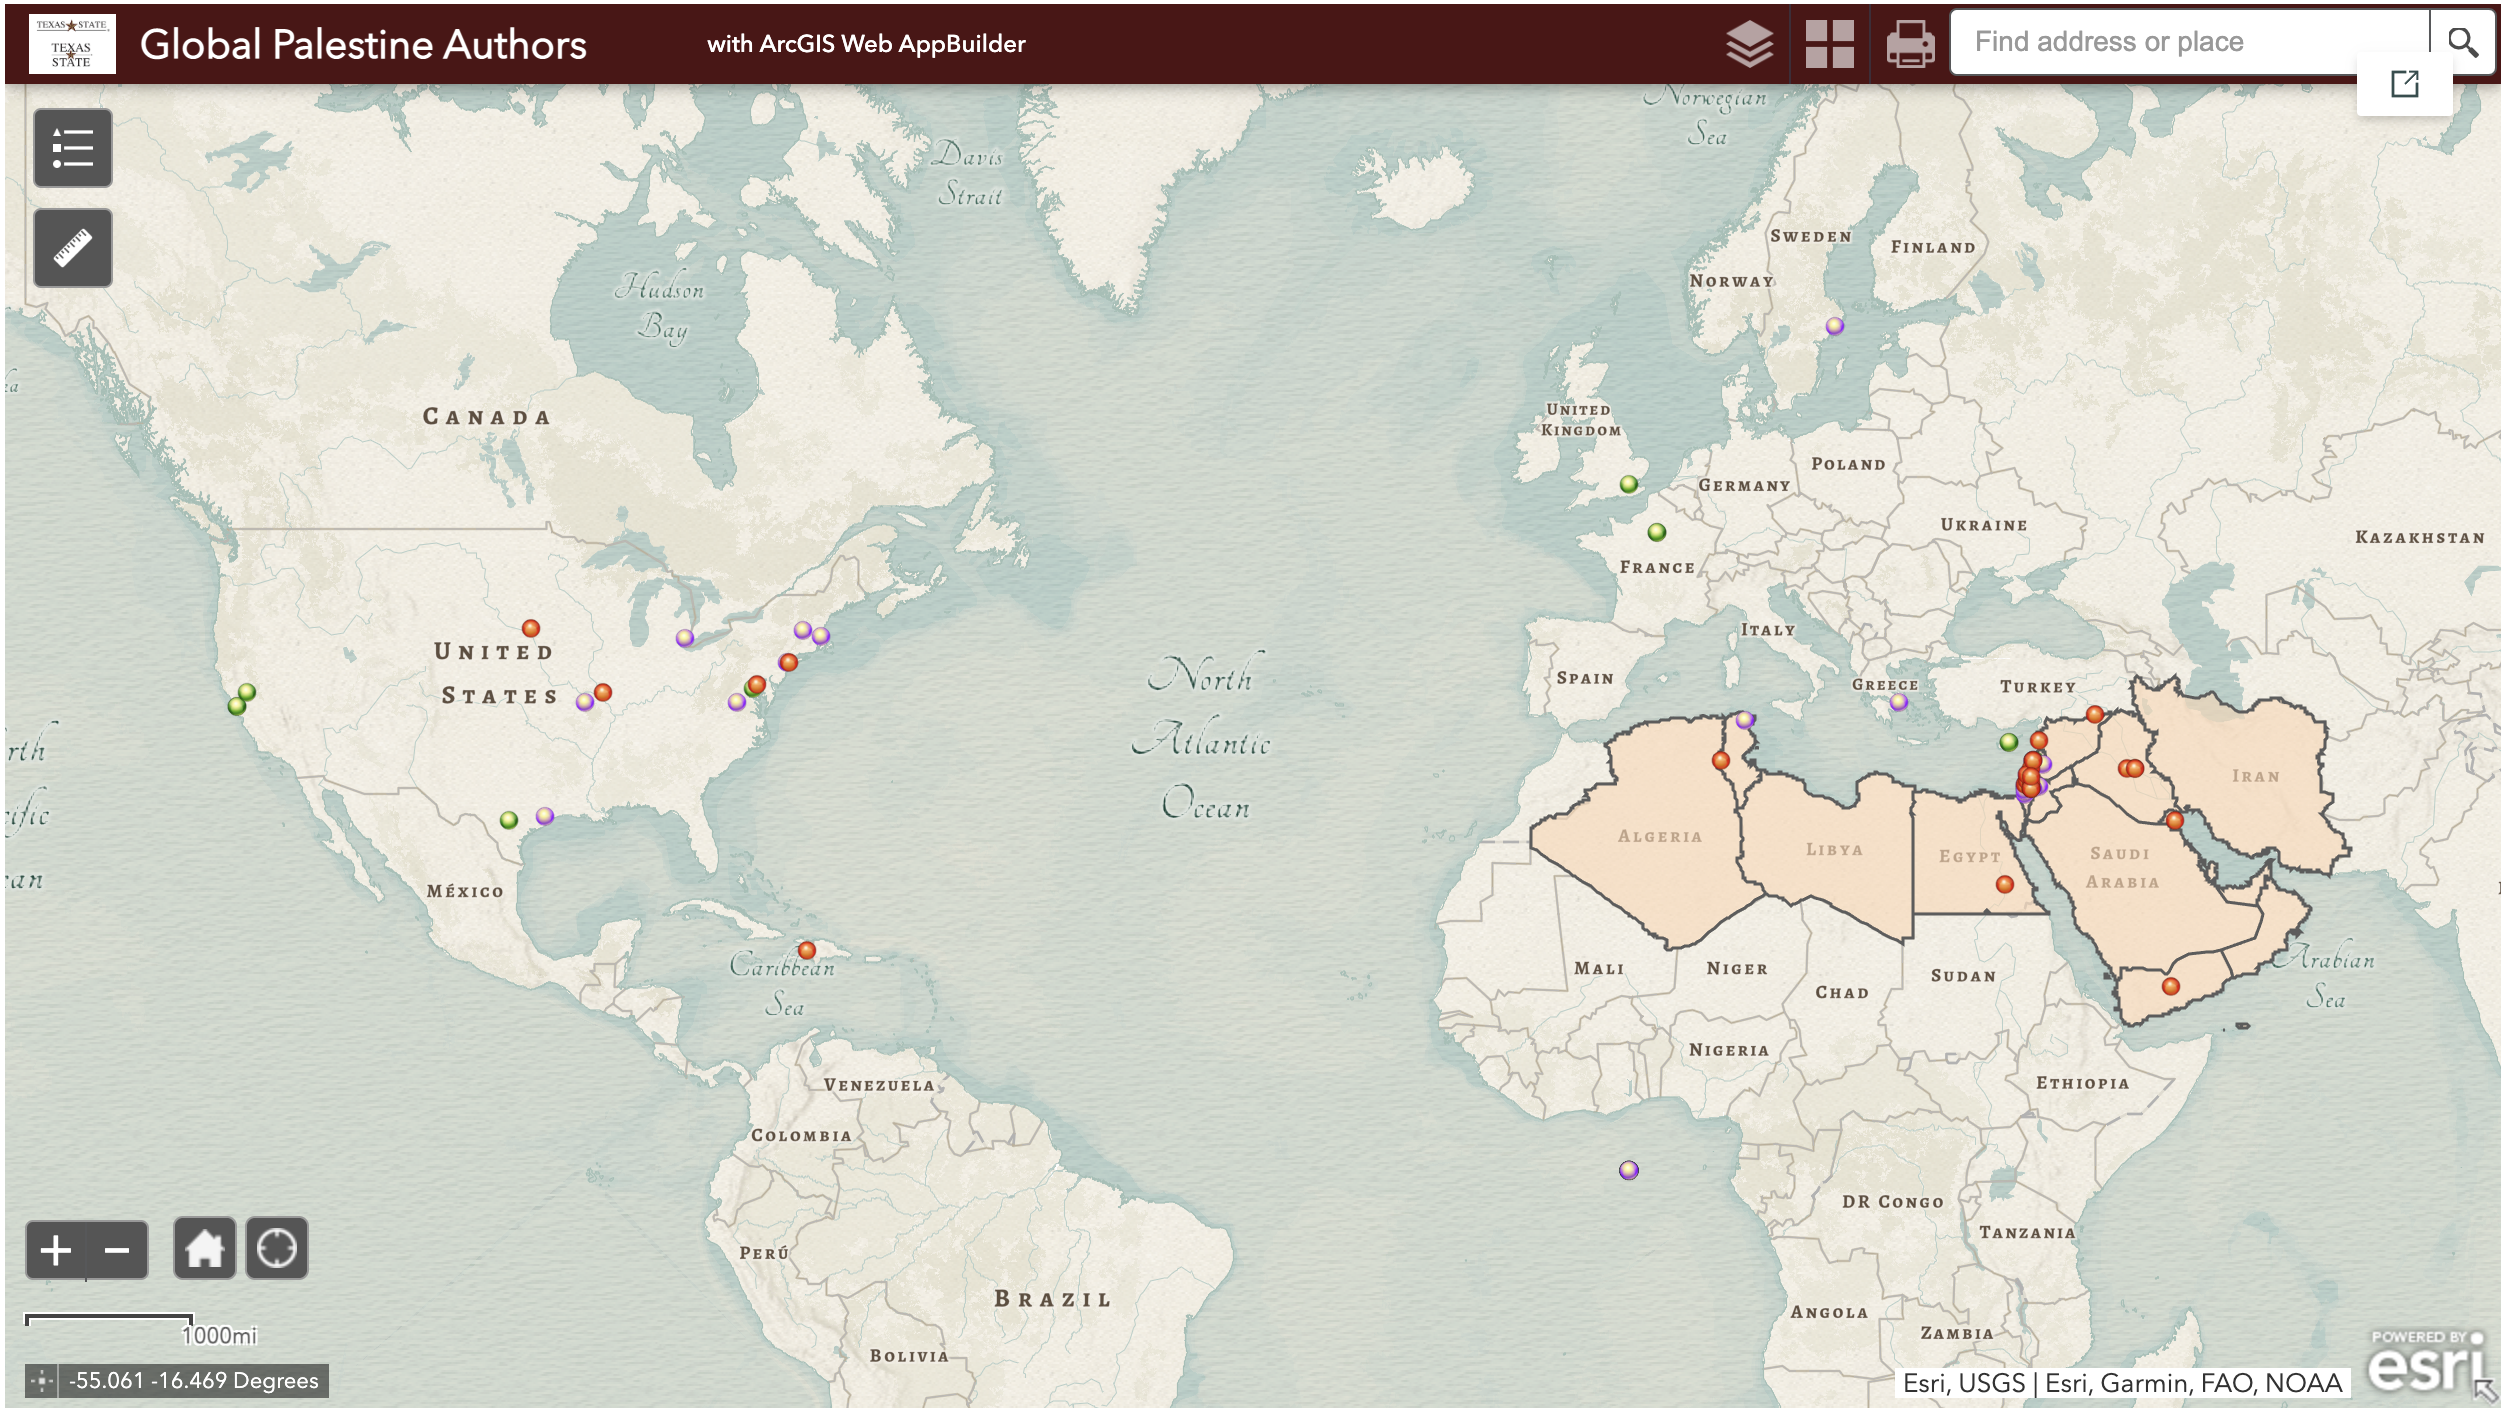 TEXAS STATE
TEXAS
STATE
Global Palestine Authors
with ArcGIS Web AppBuilder
Find address or place
Norwegian
Sea
Davis
Strait
SWEDEN
FINLAND
NORWAY
Hudson
Bay
CANADA
UNITED
KINGDOM
POLAND
GERMANY
UKRAINE
KAZAKHSTAN
FRANCE
ITALY
UNITED
STATES
North
Atlantic
Ocean
SPAIN
GREECE
TURKEY
IRAN
ALGERIA
LIBYA
EGYPT
SAUDI
ARABIA
MÉXICO
Caribbean
Sea
MALI
NIGER
CHAD
SUDAN
Arabian
Sea
NIGERIA
ETHIOPIA
VENEZUELA
COLOMBIA
DR CONGO
TANZANIA
PERÚ
BRAZIL
ANGOLA
ZAMBIA
BOLIVIA
1000mi
-55.061 -16.469 Degrees
Esri, USGS | Esri, Garmin, FAO, NOAA
POWERED BY
esri